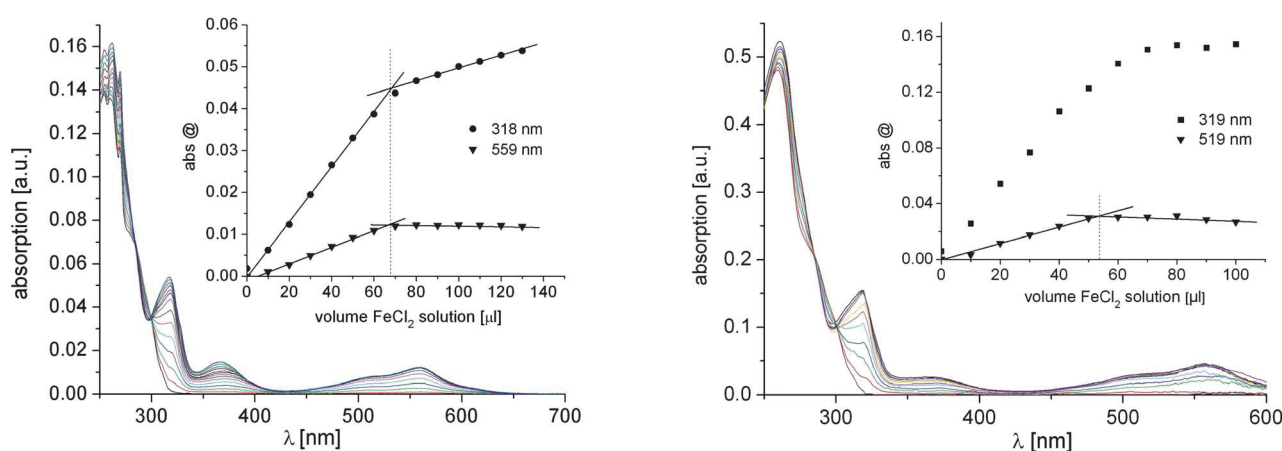 absorption [a.u.]
0.16
0.14
0.12
0.10
0.08
0.06
0.04
0.02
0.00
300 400 500 600 700
λ [nm]
abs @
0.06
0.05
0.04
0.03
0.02
0.01
0.00
0 20 40 60 80 100 120 140
volume FeCl₂ solution [µl]
318 nm
559 nm
absorption [a.u.]
0.5
0.4
0.3
0.2
0.1
0.0
300 400 500 600
λ [nm]
abs @
0.16
0.12
0.08
0.04
0.00
0 20 40 60 80 100
volume FeCl₂ solution [µl]
319 nm
519 nm